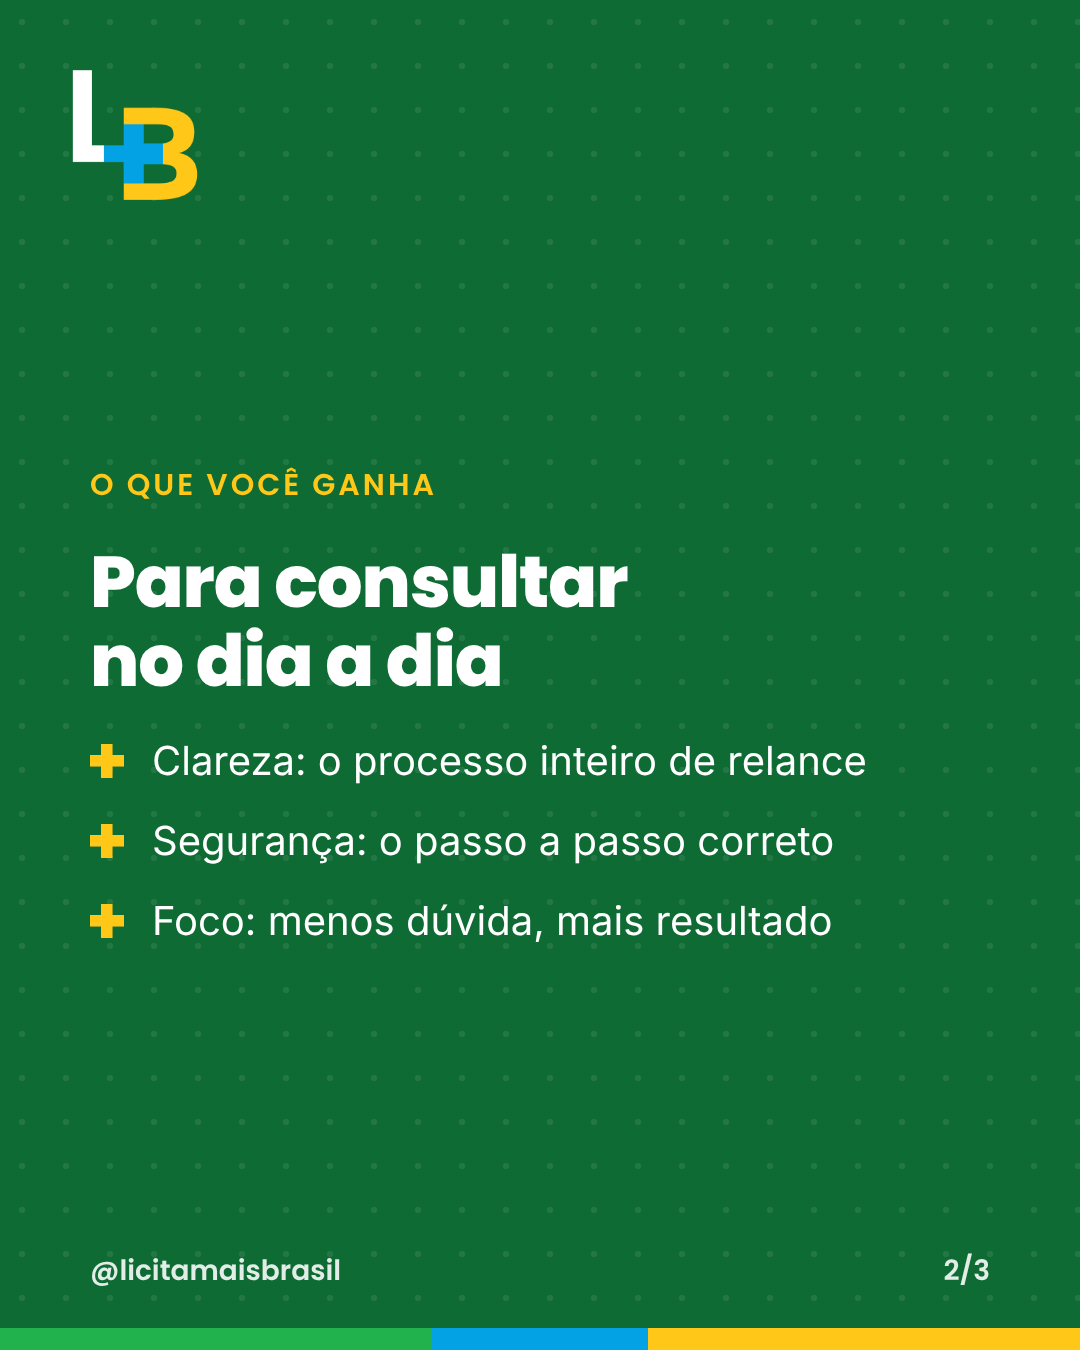 L+B
O QUE VOCÊ GANHA
Para consultar
no dia a dia
Clareza: o processo inteiro de relance
Segurança: o passo a passo correto
Foco: menos dúvida, mais resultado
@licitamaisbrasil
2/3